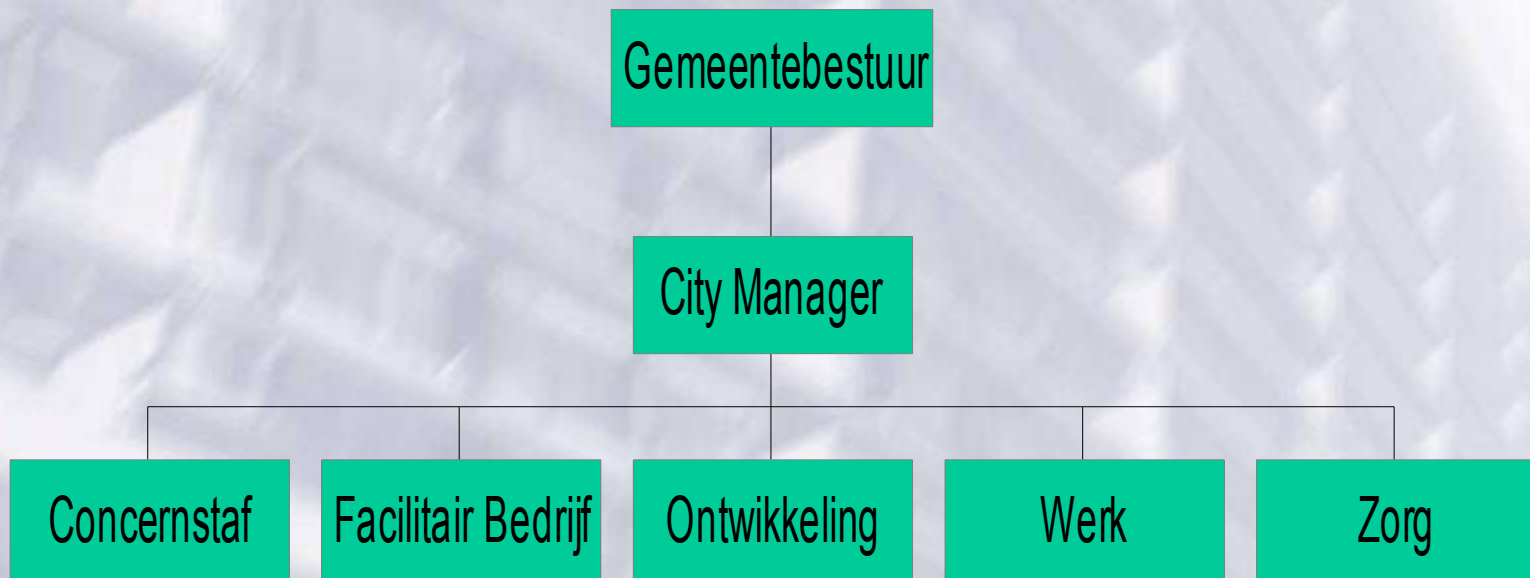 Gemeentebestuur
City Manager
Concernstaf
Facilitair Bedrijf
Ontwikkeling
Werk
Zorg